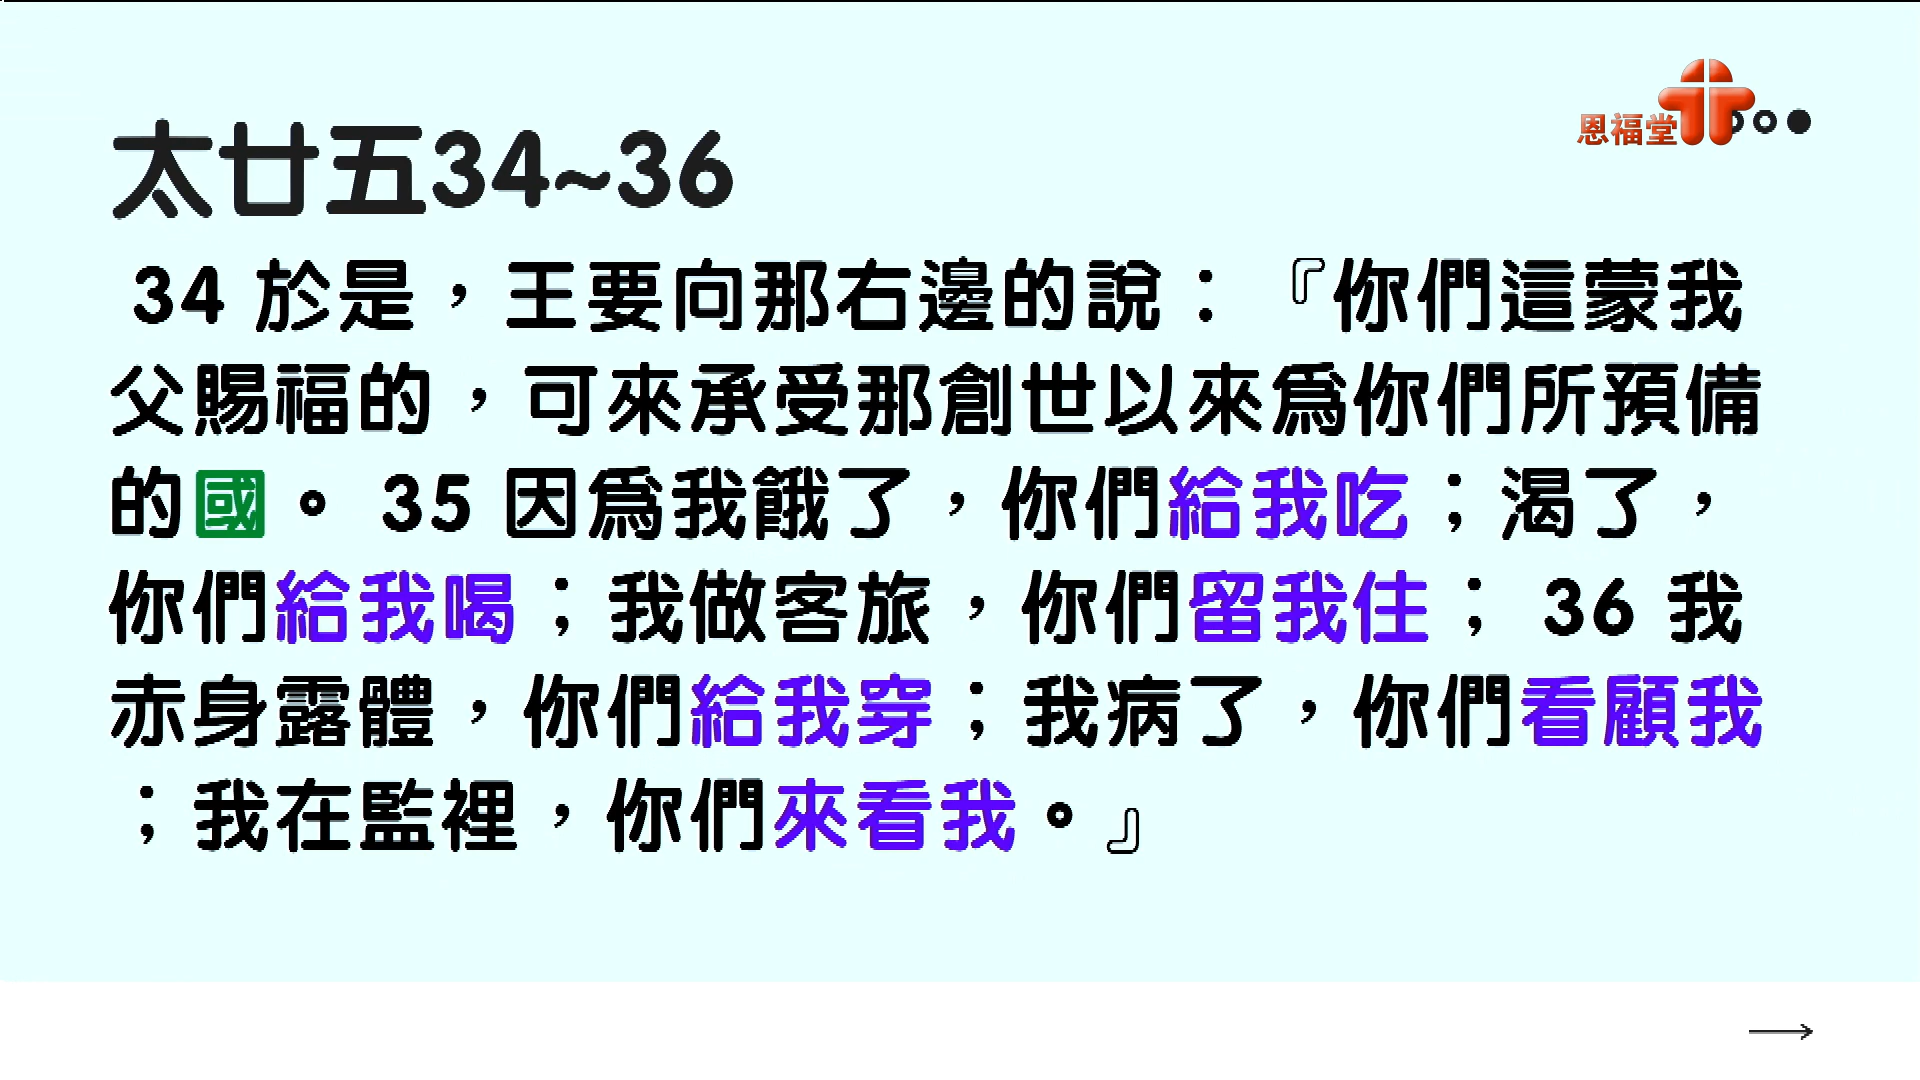 恩福堂
太廿五34~36
34 於是，王要向那右邊的說：『你們這蒙我
父賜福的，可來承受那創世以來為你們所預備
的國。 35 因為我餓了，你們給我吃；渴了，
你們給我喝；我做客旅，你們留我住； 36 我
赤身露體，你們給我穿；我病了，你們看顧我
；我在監裡，你們來看我。』